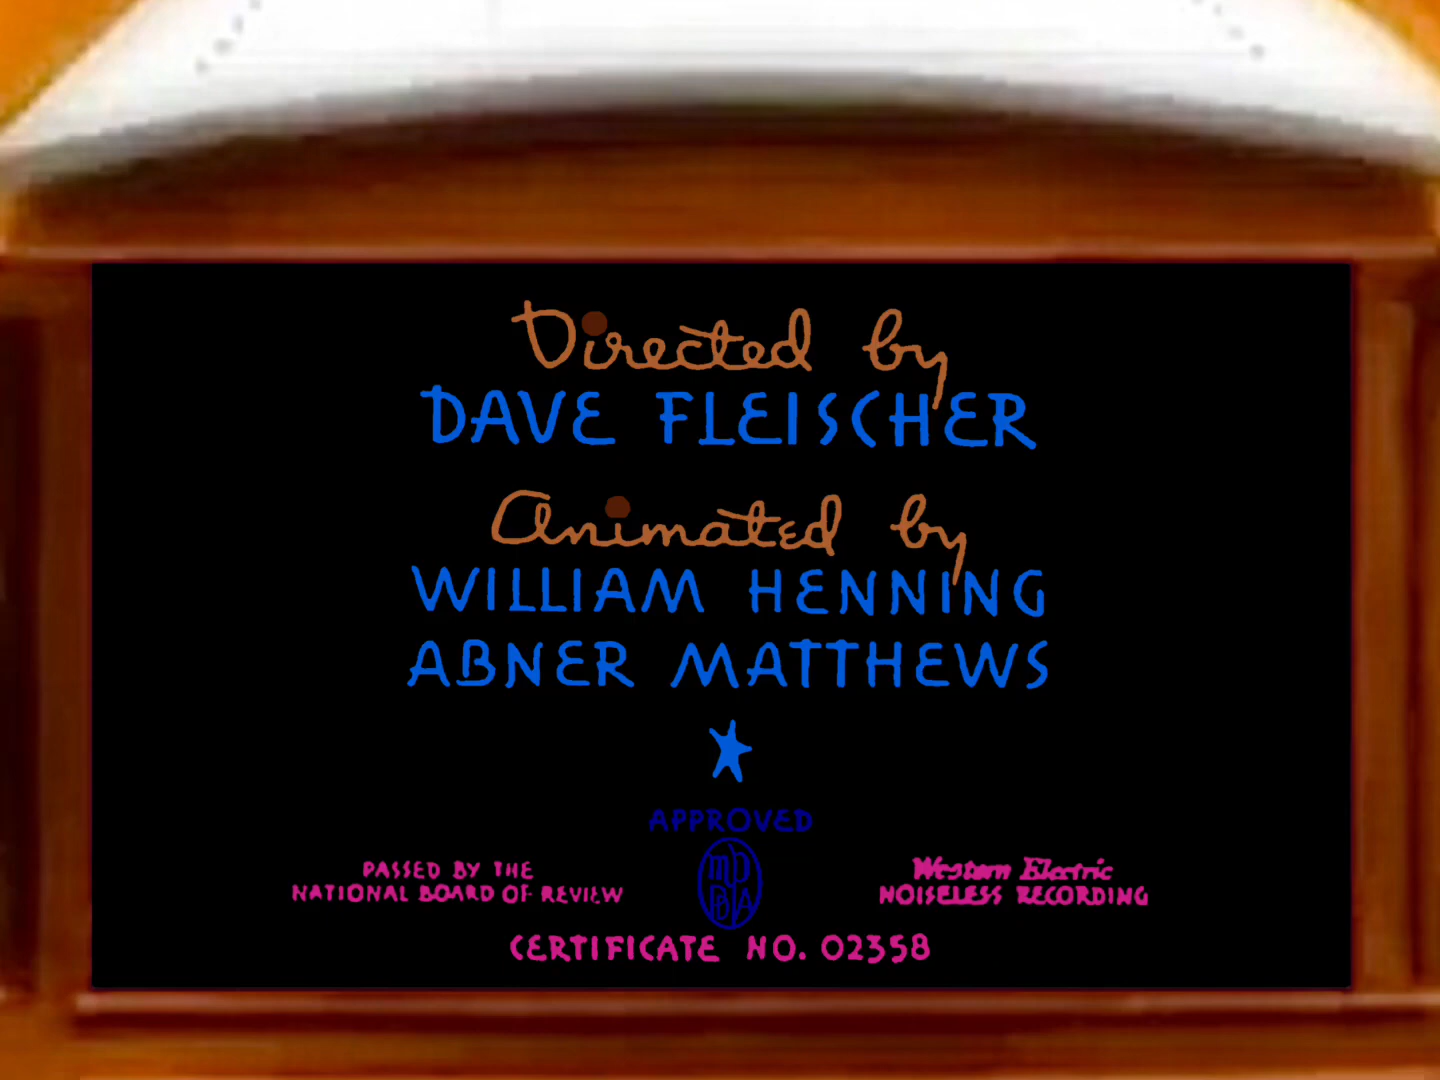 Directed by
DAVE FLEISCHER
Animated by
WILLIAM HENNING
ABNER MATTHEWS
APPROVED
MPPDA
PASSED BY THE
NATIONAL BOARD OF REVIEW
Western Electric
NOISELESS RECORDING
CERTIFICATE NO. 02358